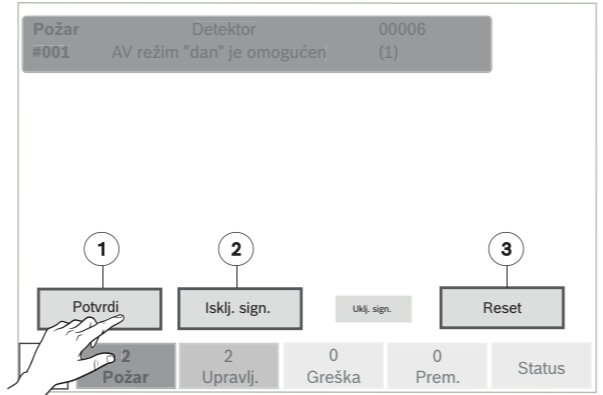 Požar Detektor 00006
#001 AV režim "dan" je omogućen (1)
1 2 3
Potvrdi Isklj. sign. Uklj. sign. Reset
2 2 0 0
Požar Upravlj. Greška Prem. Status